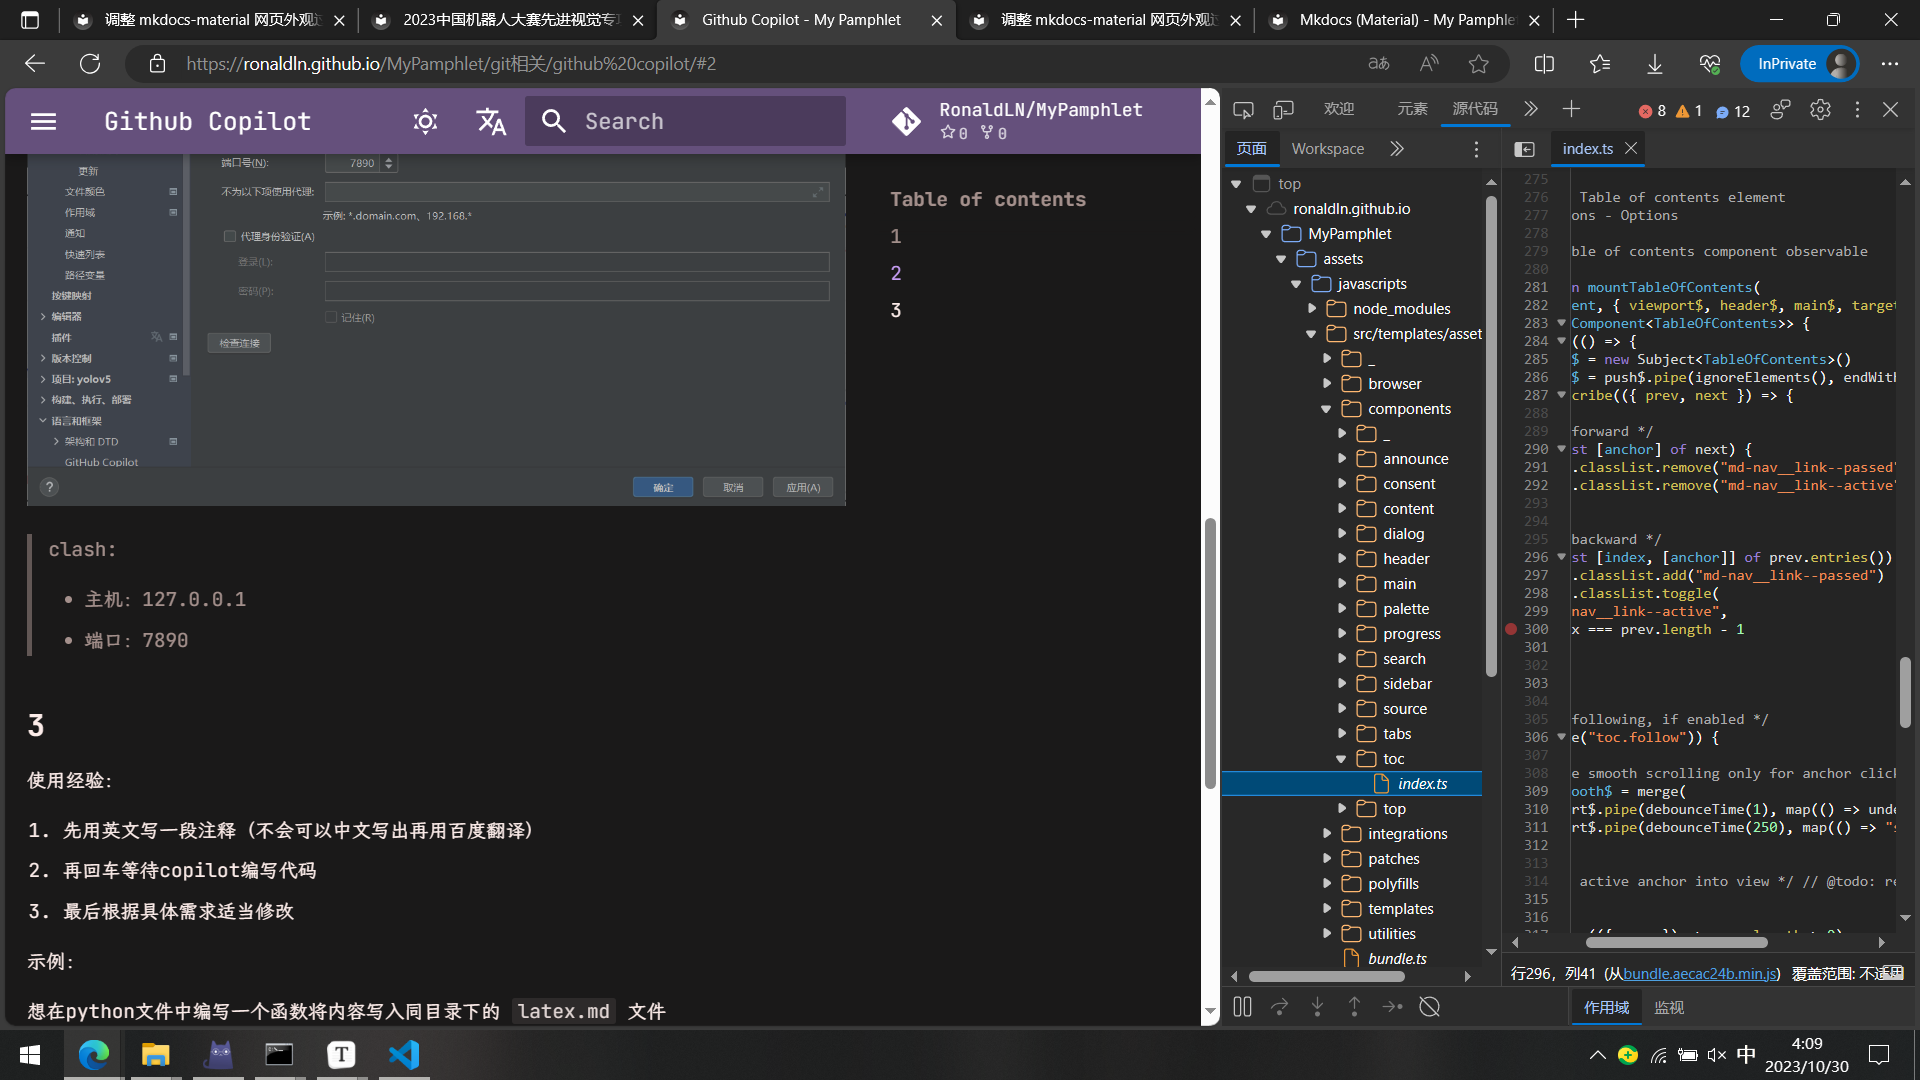 调整 mkdocs-material 网页外观
2023中国机器人大赛先进视觉专
Github Copilot - My Pamphlet
调整 mkdocs-material 网页外观
Mkdocs (Material) - My Pamphle
https://ronaldln.github.io/MyPamphlet/git相关/github%20copilot/#2
InPrivate
Github Copilot
Search
RonaldLN/MyPamphlet
0 0
更新
文件颜色
作用域
通知
快速列表
路径变量
按键映射
编辑器
插件
版本控制
项目: yolov5
构建、执行、部署
语言和框架
架构和 DTD
GitHub Copilot
端口号(N):
7890
不为以下项使用代理:
示例: *.domain.com、192.168.*
代理身份验证(A)
登录(L):
密码(P):
记住(R)
检查连接
?
确定
取消
应用(A)
clash:
• 主机: 127.0.0.1
• 端口: 7890
3
使用经验:
1. 先用英文写一段注释（不会可以中文写出再用百度翻译）
2. 再回车等待copilot编写代码
3. 最后根据具体需求适当修改
示例:
想在python文件中编写一个函数将内容写入同目录下的 latex.md 文件
Table of contents
1
2
3
欢迎
元素
源代码
8
1
12
页面
Workspace
index.ts
top
ronaldln.github.io
MyPamphlet
assets
javascripts
node_modules
src/templates/asset
_
browser
components
_
announce
consent
content
dialog
header
main
palette
progress
search
sidebar
source
tabs
toc
index.ts
top
integrations
patches
polyfills
templates
utilities
bundle.ts
275
276 Table of contents element
277 ons - Options
278
279 ble of contents component observable
280
281 n mountTableOfContents(
282 ent, { viewport$, header$, main$, target
283 Component<TableOfContents>> {
284 (() => {
285 $ = new Subject<TableOfContents>()
286 $ = push$.pipe(ignoreElements(), endWith
287 cribe(({ prev, next }) => {
288
289 forward */
290 st [anchor] of next) {
291 .classList.remove("md-nav__link--passed"
292 .classList.remove("md-nav__link--active"
293
294
295 backward */
296 st [index, [anchor]] of prev.entries())
297 .classList.add("md-nav__link--passed")
298 .classList.toggle(
299 nav__link--active",
300 x === prev.length - 1
301
302
303
304
305 following, if enabled */
306 e("toc.follow")) {
307
308 e smooth scrolling only for anchor click
309 ooth$ = merge(
310 rt$.pipe(debounceTime(1), map(() => unde
311 rt$.pipe(debounceTime(250), map(() => "s
312
313
314 active anchor into view */ // @todo: re
315
316
行296，列41 (从bundle.aecac24b.min.js) 覆盖范围: 不适用
作用域
监视
中
4:09
2023/10/30